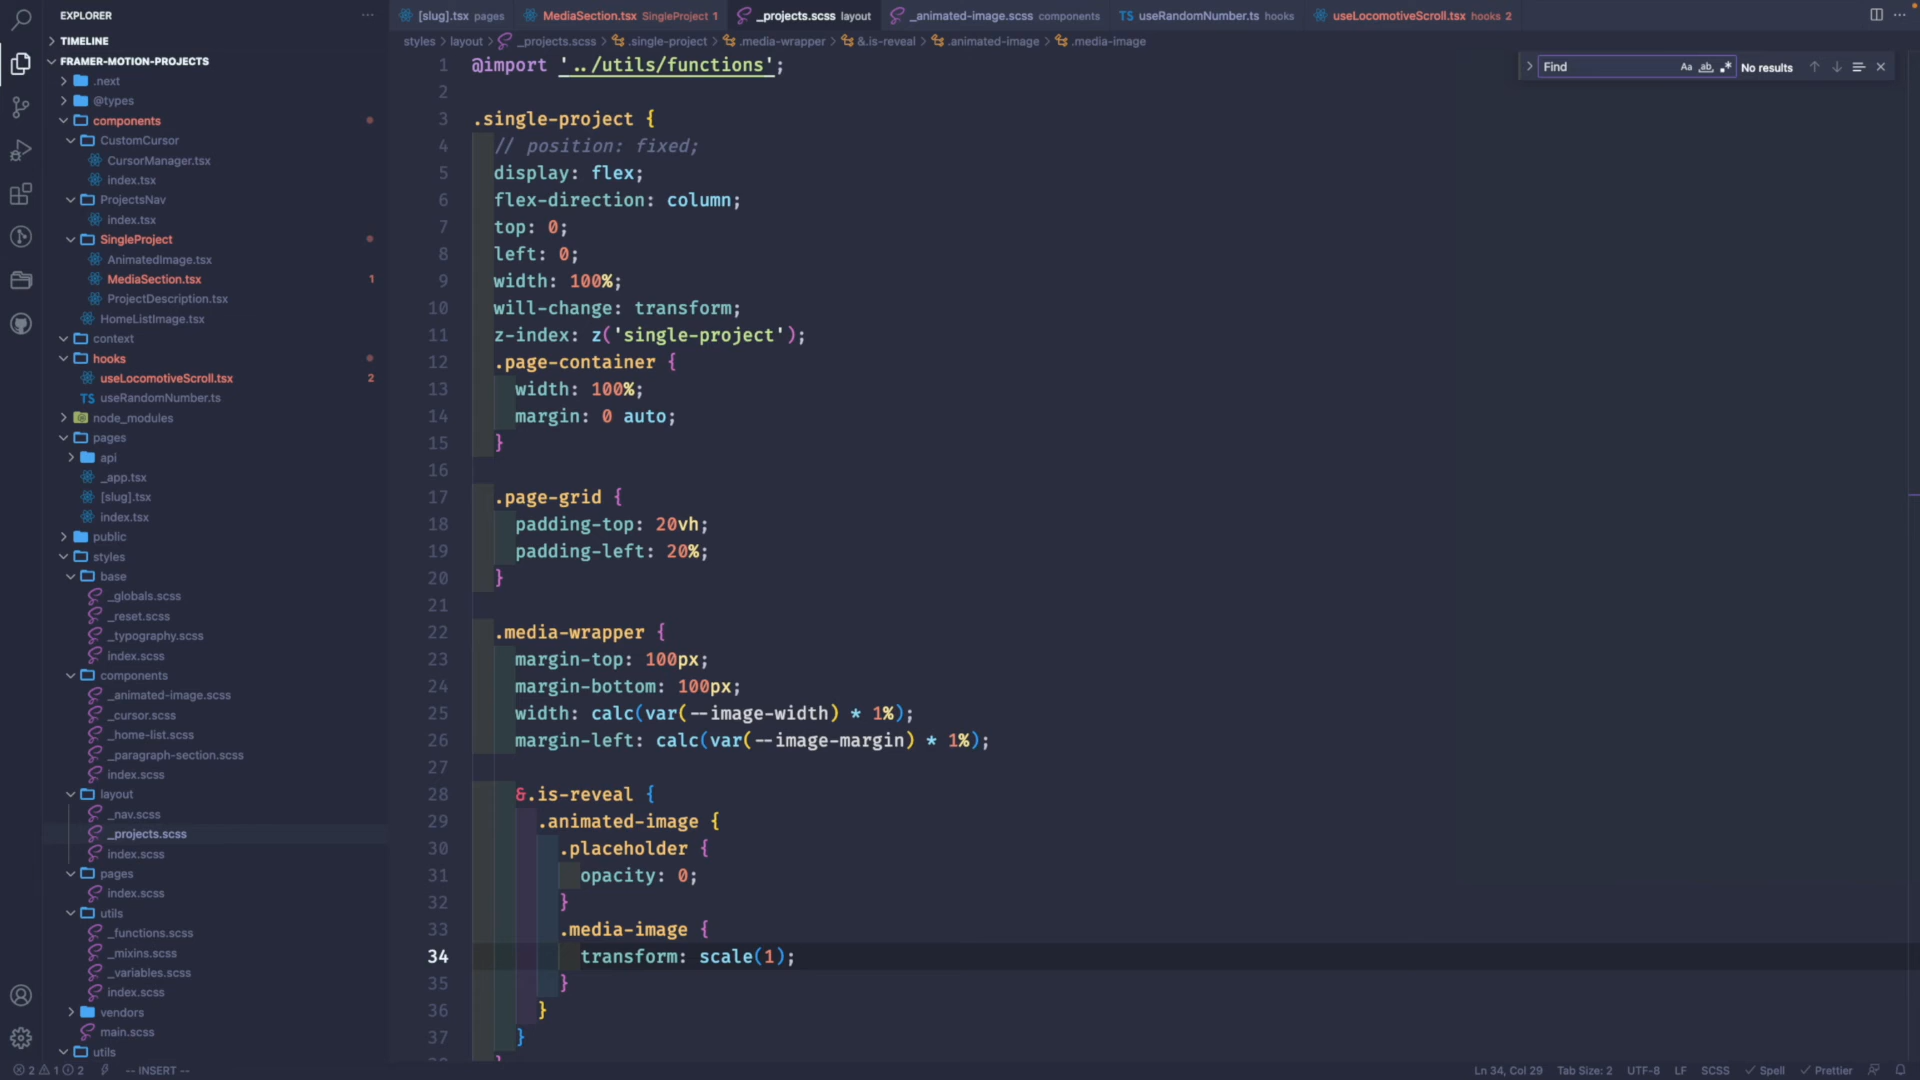 EXPLORER
TIMELINE
FRAMER-MOTION-PROJECTS
.next
@types
components
CustomCursor
CursorManager.tsx
index.tsx
ProjectsNav
index.tsx
SingleProject
AnimatedImage.tsx
MediaSection.tsx 1
ProjectDescription.tsx
HomeListImage.tsx
context
hooks
useLocomotiveScroll.tsx 2
TS useRandomNumber.ts
node_modules
pages
api
_app.tsx
[slug].tsx
index.tsx
public
styles
base
_globals.scss
_reset.scss
_typography.scss
index.scss
components
_animated-image.scss
_cursor.scss
_home-list.scss
_paragraph-section.scss
index.scss
layout
_nav.scss
_projects.scss
index.scss
pages
index.scss
utils
_functions.scss
_mixins.scss
_variables.scss
index.scss
vendors
main.scss
utils
[slug].tsx pages MediaSection.tsx SingleProject 1 _projects.scss layout _animated-image.scss components TS useRandomNumber.ts hooks useLocomotiveScroll.tsx hooks 2
styles > layout > _projects.scss > .single-project > .media-wrapper > &.is-reveal > .animated-image > .media-image
Find Aa ab .* No results
1 @import '../utils/functions';
2
3 .single-project {
4 // position: fixed;
5 display: flex;
6 flex-direction: column;
7 top: 0;
8 left: 0;
9 width: 100%;
10 will-change: transform;
11 z-index: z('single-project');
12 .page-container {
13 width: 100%;
14 margin: 0 auto;
15 }
16
17 .page-grid {
18 padding-top: 20vh;
19 padding-left: 20%;
20 }
21
22 .media-wrapper {
23 margin-top: 100px;
24 margin-bottom: 100px;
25 width: calc(var(--image-width) * 1%);
26 margin-left: calc(var(--image-margin) * 1%);
27
28 &.is-reveal {
29 .animated-image {
30 .placeholder {
31 opacity: 0;
32 }
33 .media-image {
34 transform: scale(1);
35 }
36 }
37 }
2 1 2 -- INSERT --
Ln 34, Col 29 Tab Size: 2 UTF-8 LF SCSS Spell Prettier